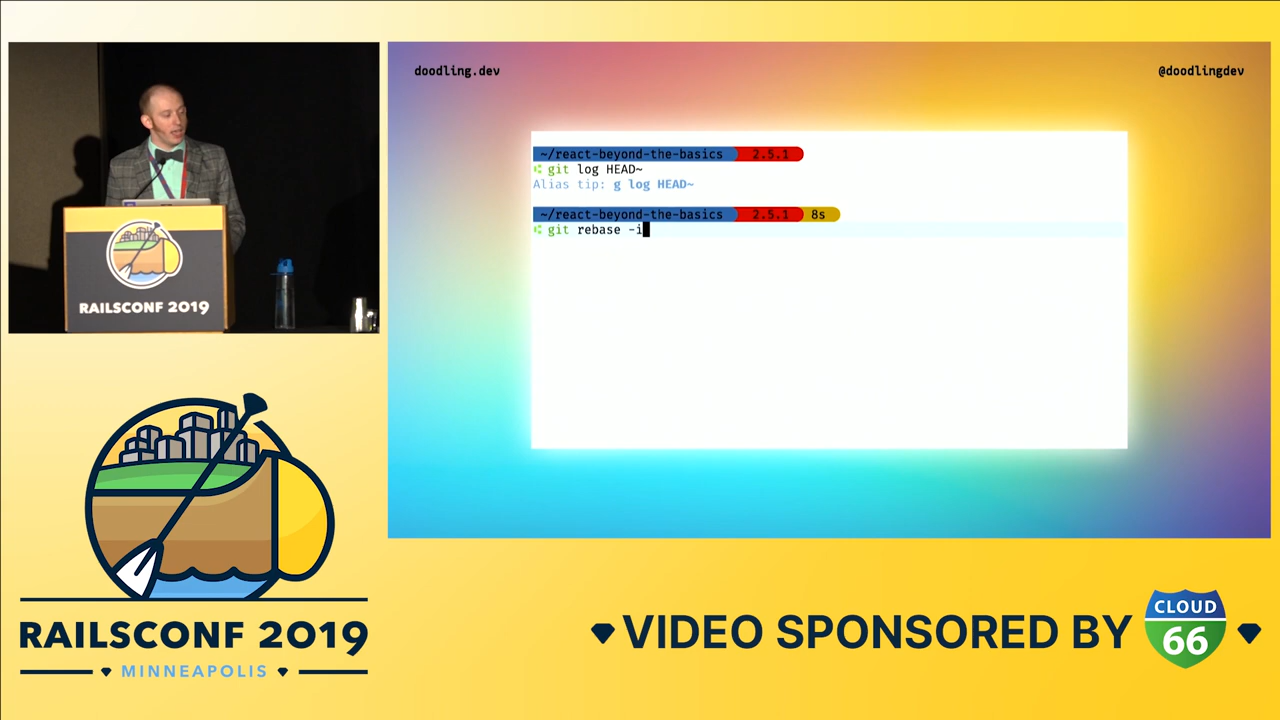 doodling.dev
@doodlingdev
~/react-beyond-the-basics 2.5.1
git log HEAD~
Alias tip: g log HEAD~
~/react-beyond-the-basics 2.5.1 8s
git rebase -i
RAILSCONF 2019
RAILSCONF 2019
MINNEAPOLIS
VIDEO SPONSORED BY
CLOUD
66